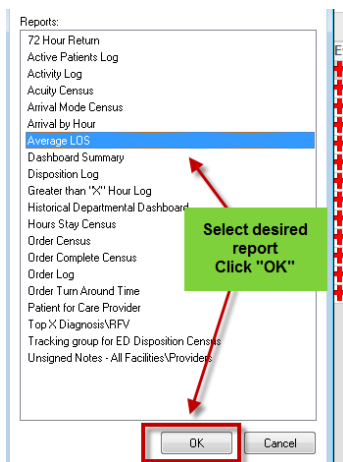 Reports:
72 Hour Return
Active Patients Log
Activity Log
Acuity Census
Arrival Mode Census
Arrival by Hour
Average LOS
Dashboard Summary
Disposition Log
Greater than "X" Hour Log
Historical Departmental Dashboard
Hours Stay Census
Order Census
Order Complete Census
Order Log
Order Turn Around Time
Patient for Care Provider
Top X Diagnosis\RFV
Tracking group for ED Disposition Census
Unsigned Notes - All Facilities\Providers
Select desired
report
Click "OK"
OK
Cancel